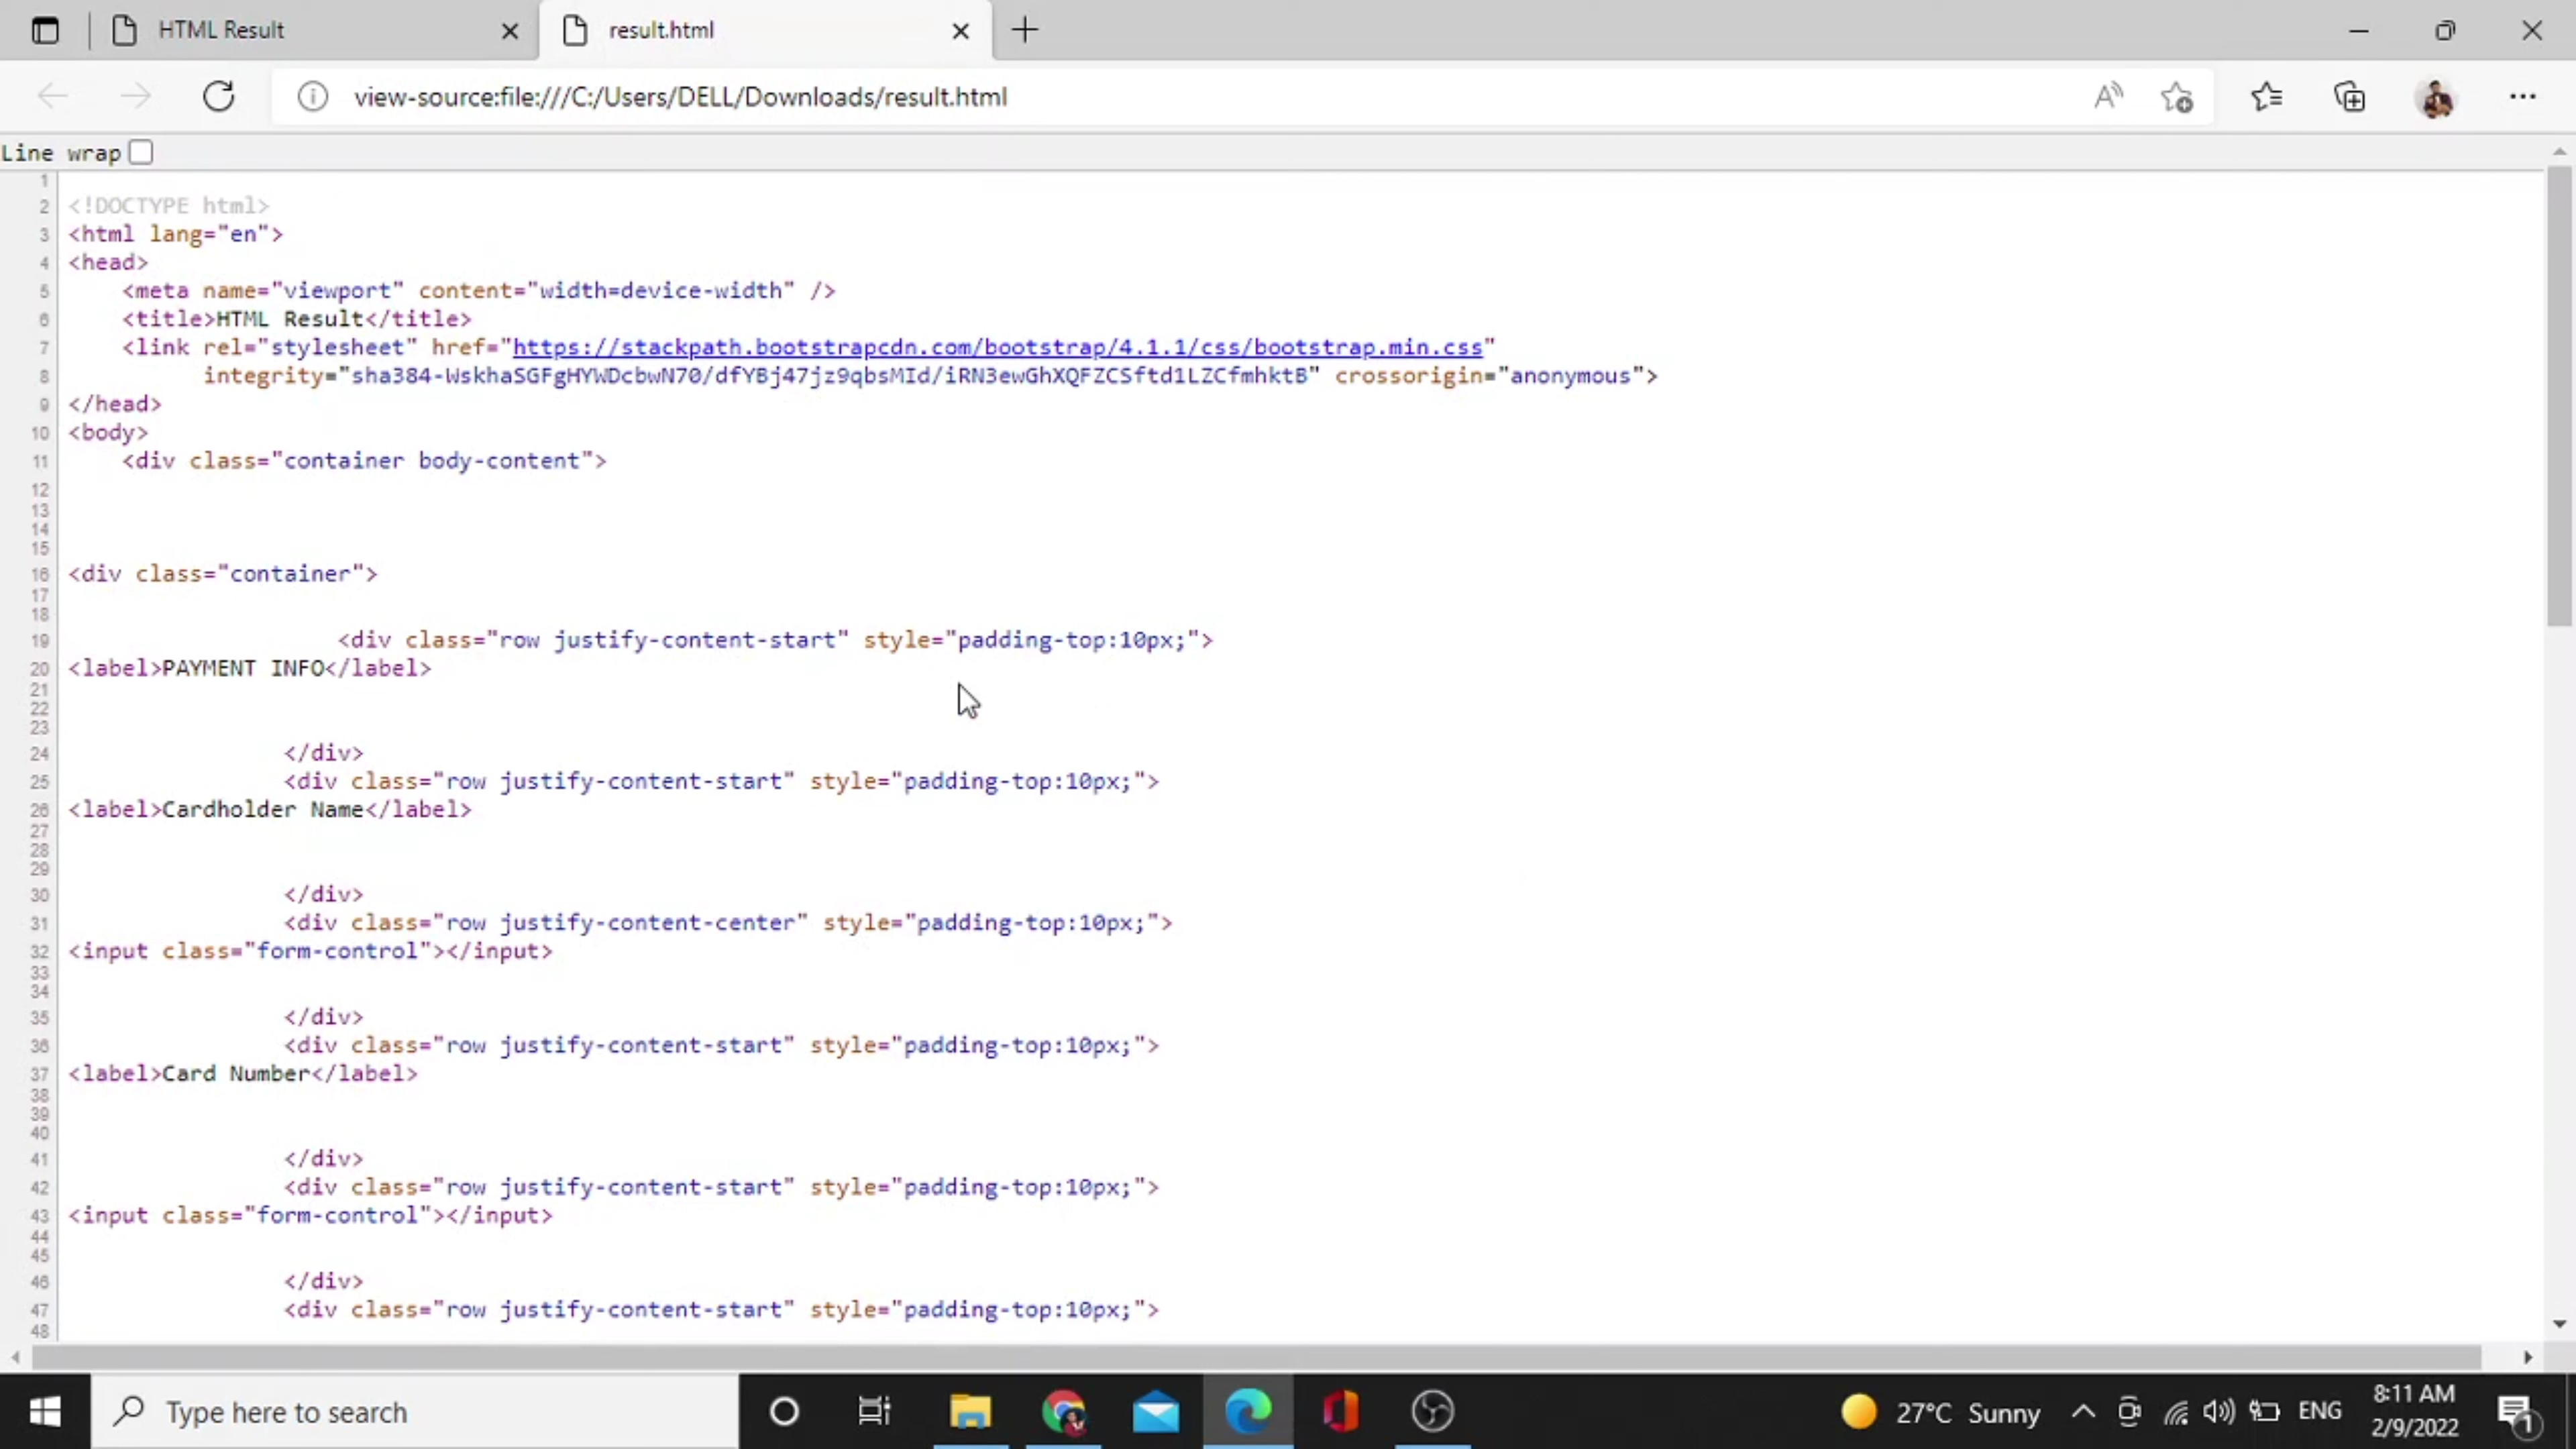 HTML Result
result.html
view-source:file:///C:/Users/DELL/Downloads/result.html
Line wrap
1
2 <!DOCTYPE html>
3 <html lang="en">
4 <head>
5 <meta name="viewport" content="width=device-width" />
6 <title>HTML Result</title>
7 <link rel="stylesheet" href="https://stackpath.bootstrapcdn.com/bootstrap/4.1.1/css/bootstrap.min.css"
8 integrity="sha384-WskhaSGFgHYWDcbwN70/dfYBj47jz9qbsMId/iRN3ewGhXQFZCSftd1LZCfmhktB" crossorigin="anonymous">
9 </head>
10 <body>
11 <div class="container body-content">
12
13
14
15
16 <div class="container">
17
18
19 <div class="row justify-content-start" style="padding-top:10px;">
20 <label>PAYMENT INFO</label>
21
22
23
24 </div>
25 <div class="row justify-content-start" style="padding-top:10px;">
26 <label>Cardholder Name</label>
27
28
29
30 </div>
31 <div class="row justify-content-center" style="padding-top:10px;">
32 <input class="form-control"></input>
33
34
35 </div>
36 <div class="row justify-content-start" style="padding-top:10px;">
37 <label>Card Number</label>
38
39
40
41 </div>
42 <div class="row justify-content-start" style="padding-top:10px;">
43 <input class="form-control"></input>
44
45
46 </div>
47 <div class="row justify-content-start" style="padding-top:10px;">
48
Type here to search
27°C Sunny
ENG
8:11 AM
2/9/2022
1